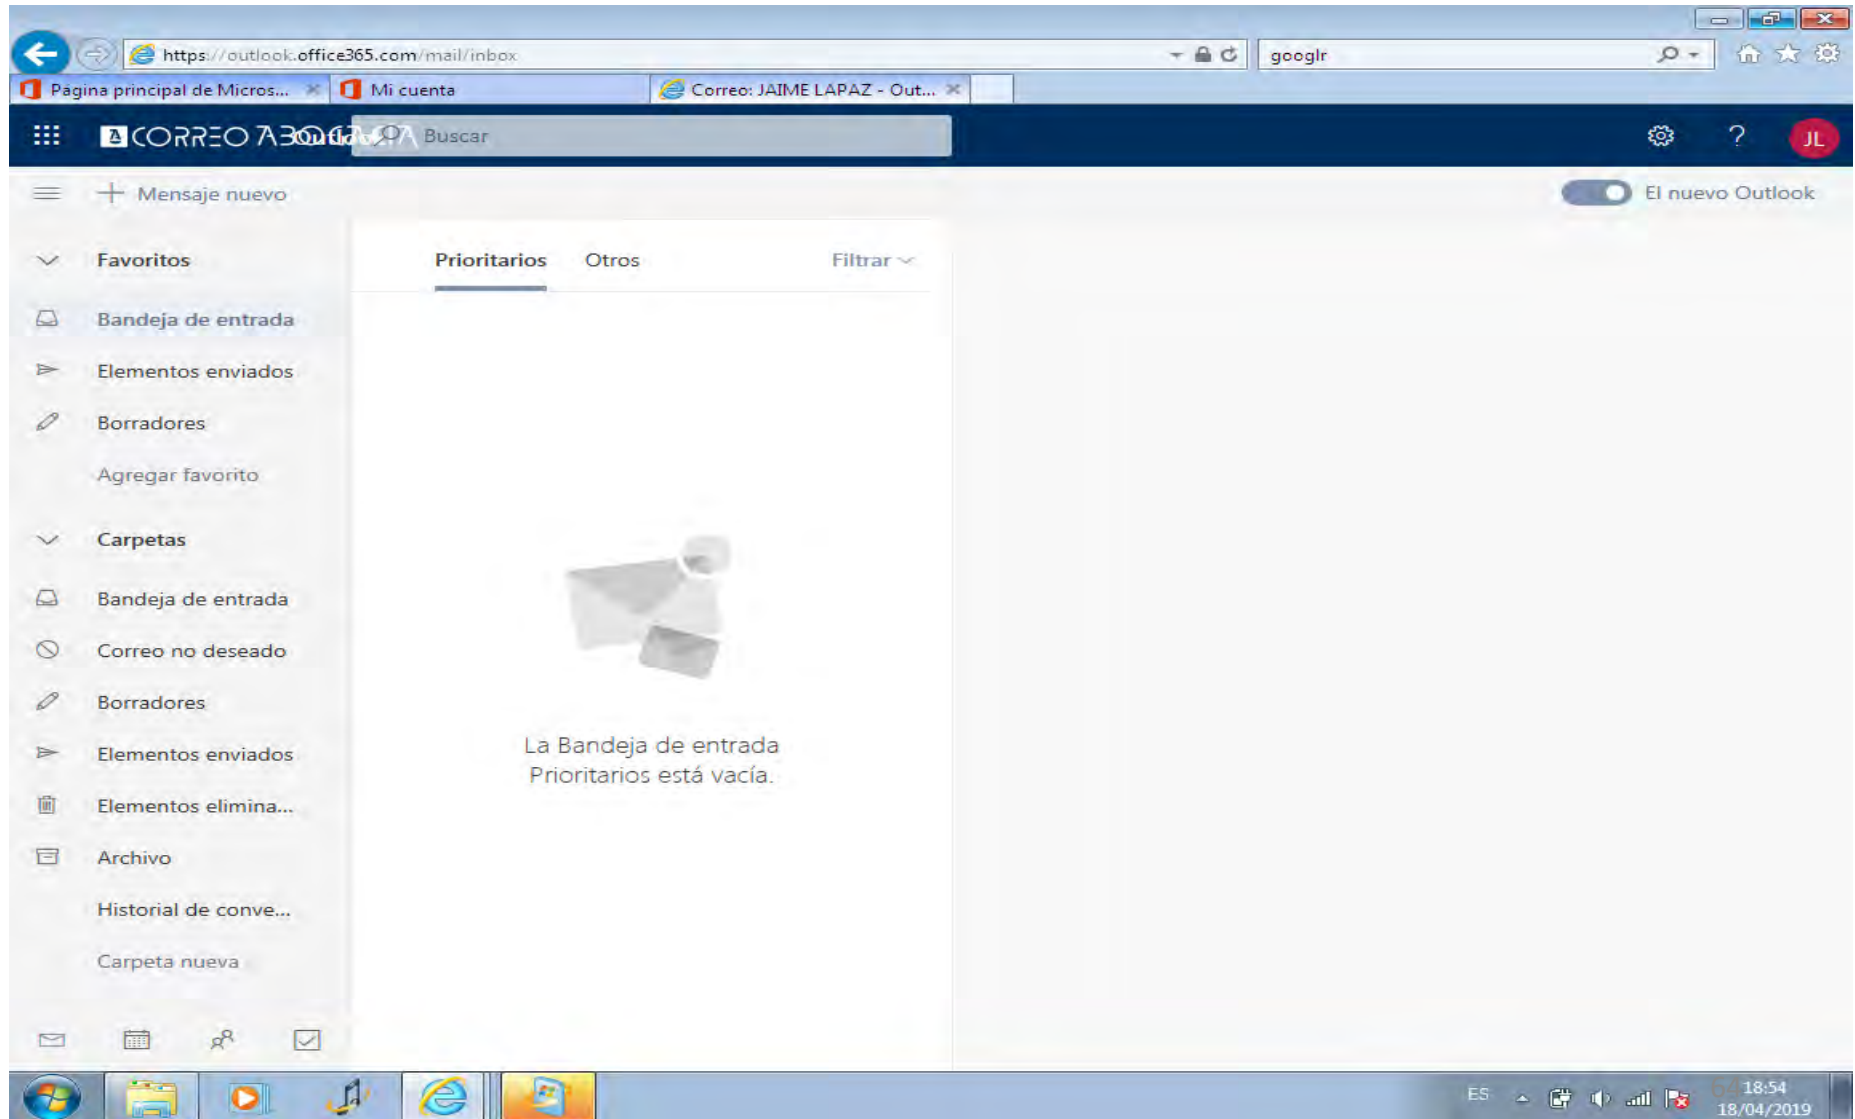 https://outlook.office365.com/mail/inbox
googlr
Pagina principal de Micros...
Mi cuenta
Correo: JAIME LAPAZ - Out...
CORREO
Buscar
JL
Mensaje nuevo
El nuevo Outlook
Favoritos
Prioritarios
Otros
Filtrar
Bandeja de entrada
Elementos enviados
Borradores
Agregar favorito
Carpetas
Bandeja de entrada
Correo no deseado
Borradores
La Bandeja de entrada
Prioritarios está vacía.
Elementos enviados
Elementos elimina...
Archivo
Historial de conve...
Carpeta nueva
ES
18:54
18/04/2019